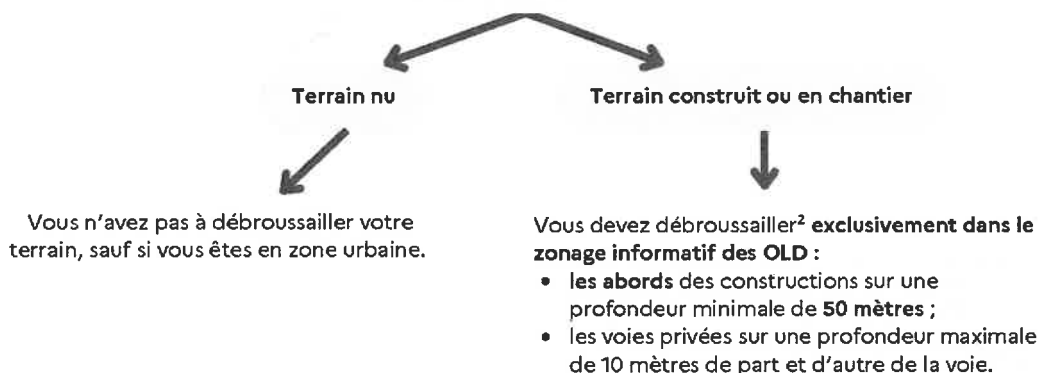 Terrain nu
Terrain construit ou en chantier
Vous n'avez pas à débroussailler votre
terrain, sauf si vous êtes en zone urbaine.
Vous devez débroussailler² exclusivement dans le
zonage informatif des OLD :
• les abords des constructions sur une
profondeur minimale de 50 mètres ;
• les voies privées sur une profondeur maximale
de 10 mètres de part et d'autre de la voie.